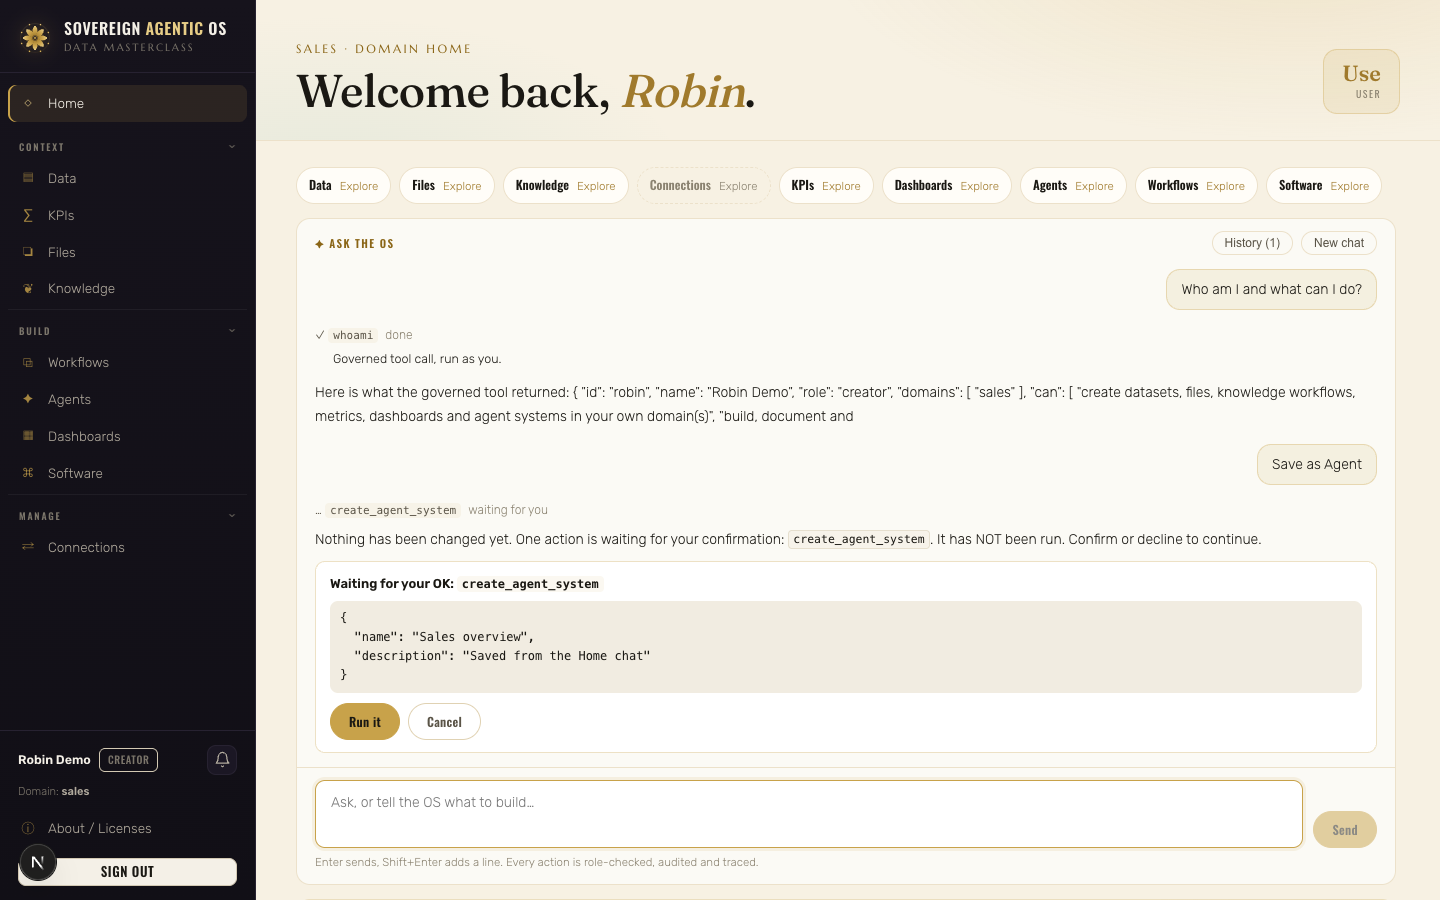 SOVEREIGN AGENTIC OS
DATA MASTERCLASS
Home
CONTEXT
Data
KPIs
Files
Knowledge
BUILD
Workflows
Agents
Dashboards
Software
MANAGE
Connections
Robin Demo CREATOR
Domain: sales
About / Licenses
N
SIGN OUT
SALES · DOMAIN HOME
Welcome back, Robin.
Use
USER
Data Explore Files Explore Knowledge Explore Connections Explore KPIs Explore Dashboards Explore Agents Explore Workflows Explore Software Explore
✦ ASK THE OS
History (1) New chat
Who am I and what can I do?
✓ whoami done
Governed tool call, run as you.
Here is what the governed tool returned: { "id": "robin", "name": "Robin Demo", "role": "creator", "domains": [ "sales" ], "can": [ "create datasets, files, knowledge workflows,
metrics, dashboards and agent systems in your own domain(s)", "build, document and
Save as Agent
… create_agent_system waiting for you
Nothing has been changed yet. One action is waiting for your confirmation: create_agent_system. It has NOT been run. Confirm or decline to continue.
Waiting for your OK: create_agent_system
{
"name": "Sales overview",
"description": "Saved from the Home chat"
}
Run it Cancel
Ask, or tell the OS what to build…
Send
Enter sends, Shift+Enter adds a line. Every action is role-checked, audited and traced.